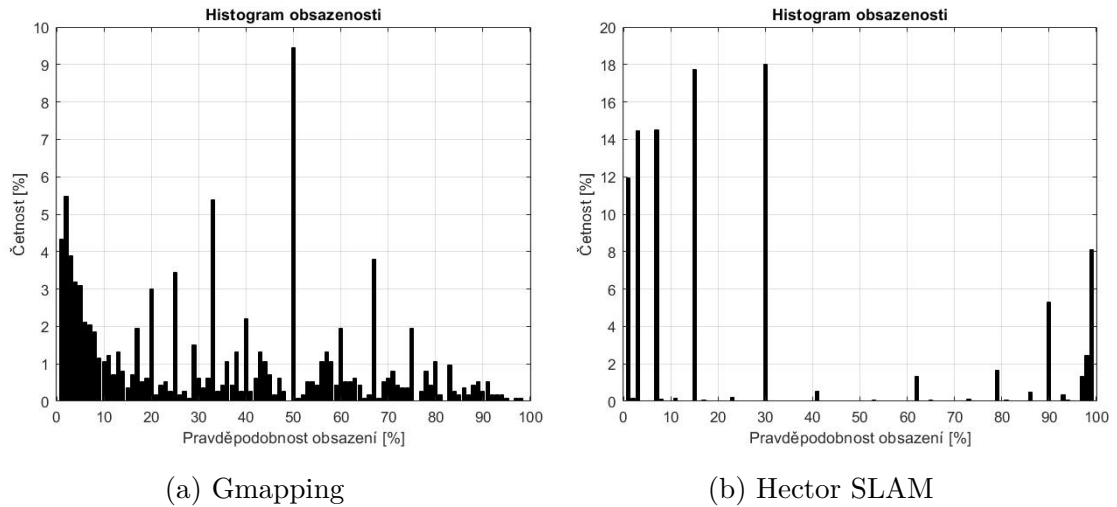 Histogram obsazenosti
Četnost [%]
10
9
8
7
6
5
4
3
2
1
0
0 10 20 30 40 50 60 70 80 90 100
Pravděpodobnost obsazení [%]
(a) Gmapping
Histogram obsazenosti
Četnost [%]
20
18
16
14
12
10
8
6
4
2
0
0 10 20 30 40 50 60 70 80 90 100
Pravděpodobnost obsazení [%]
(b) Hector SLAM